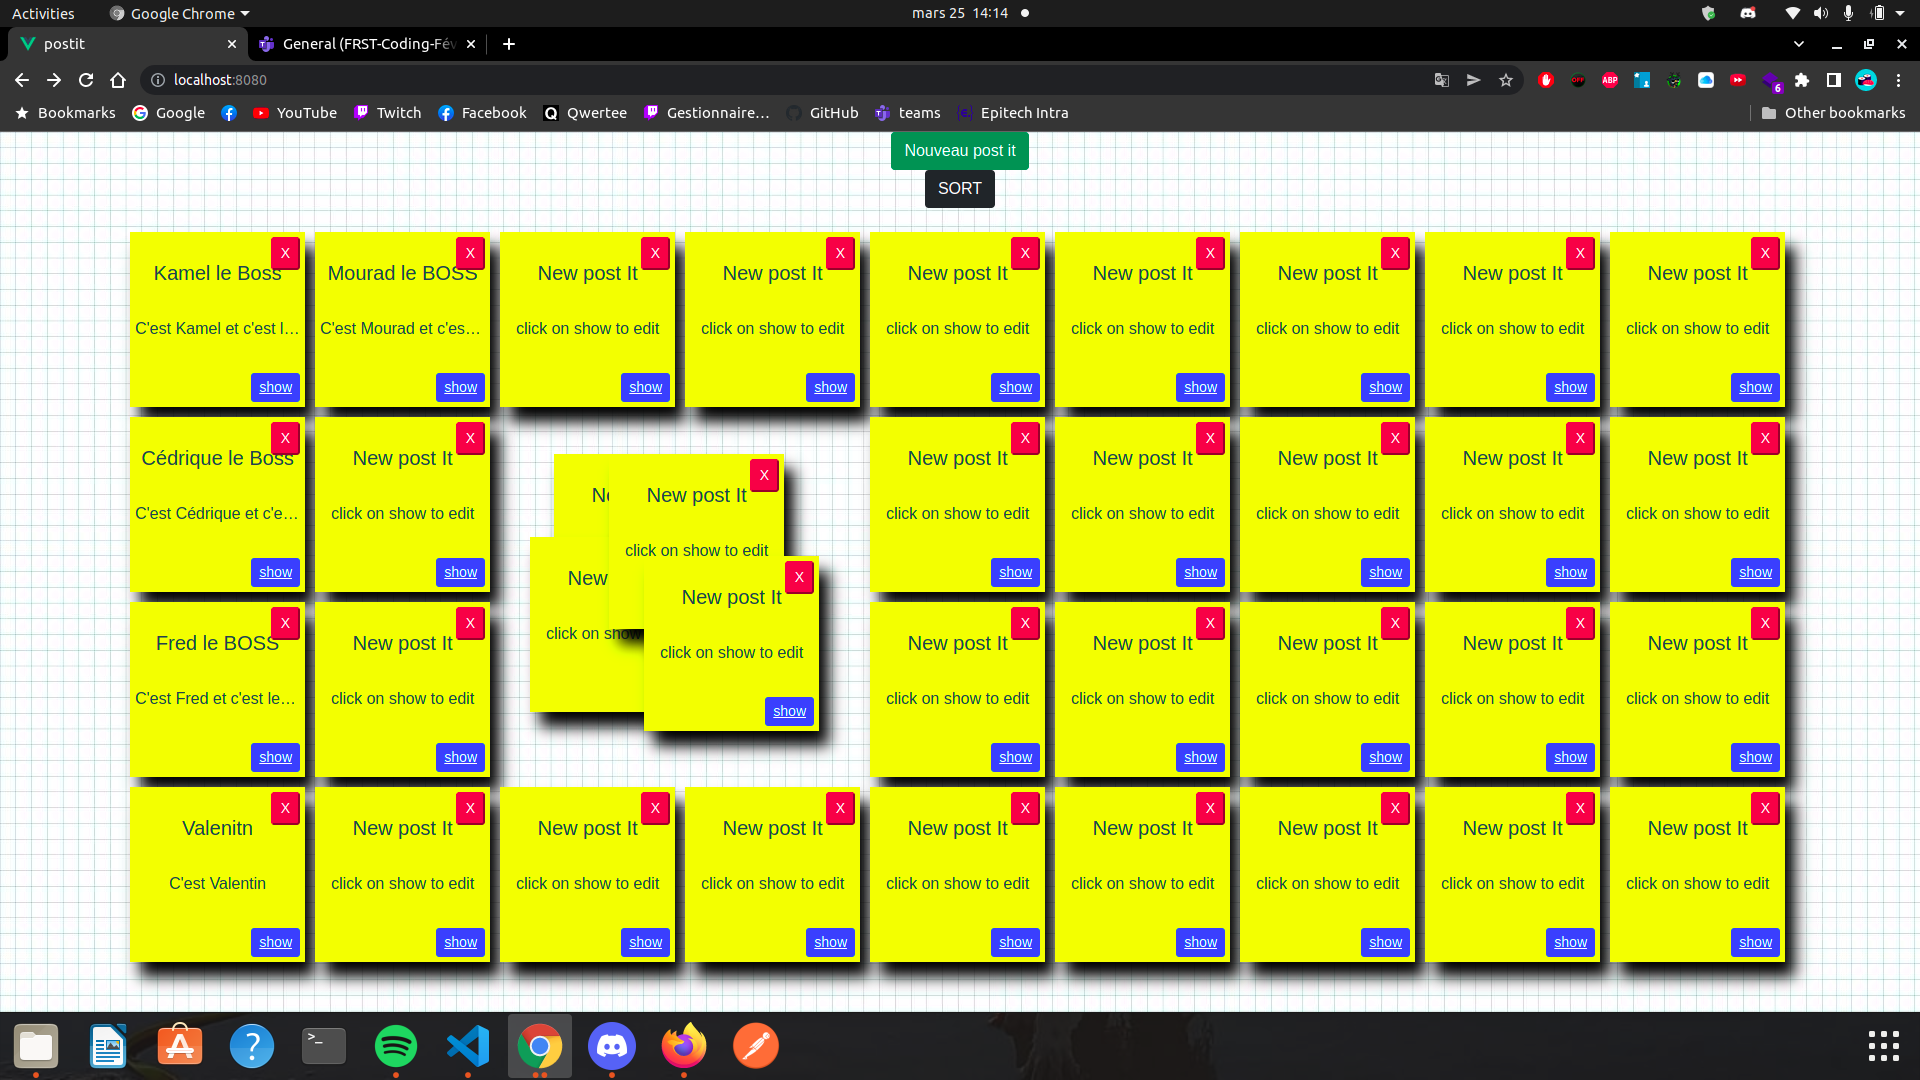 Activities Google Chrome mars 25 14:14
postit General (FRST-Coding-Fév
localhost:8080
Bookmarks Google YouTube Twitch Facebook Qwertee Gestionnaire... GitHub teams Epitech Intra Other bookmarks
Nouveau post it
SORT
X X X X X X X X X
Kamel le Boss Mourad le BOSS New post It New post It New post It New post It New post It New post It New post It
C'est Kamel et c'est l... C'est Mourad et c'es... click on show to edit click on show to edit click on show to edit click on show to edit click on show to edit click on show to edit click on show to edit
show show show show show show show show show
X X X X X X X
Cédrique le Boss New post It New post It New post It New post It New post It New post It
C'est Cédrique et c'e... click on show to edit click on show to edit click on show to edit click on show to edit click on show to edit click on show to edit
show show show show show show show
X
Ne New post It
click on show to edit
X
New New post It
click on show click on show to edit
show
X X X X X X X
Fred le BOSS New post It New post It New post It New post It New post It New post It
C'est Fred et c'est le... click on show to edit click on show to edit click on show to edit click on show to edit click on show to edit click on show to edit
show show show show show show show
X X X X X X X X X
Valenitn New post It New post It New post It New post It New post It New post It New post It New post It
C'est Valentin click on show to edit click on show to edit click on show to edit click on show to edit click on show to edit click on show to edit click on show to edit click on show to edit
show show show show show show show show show